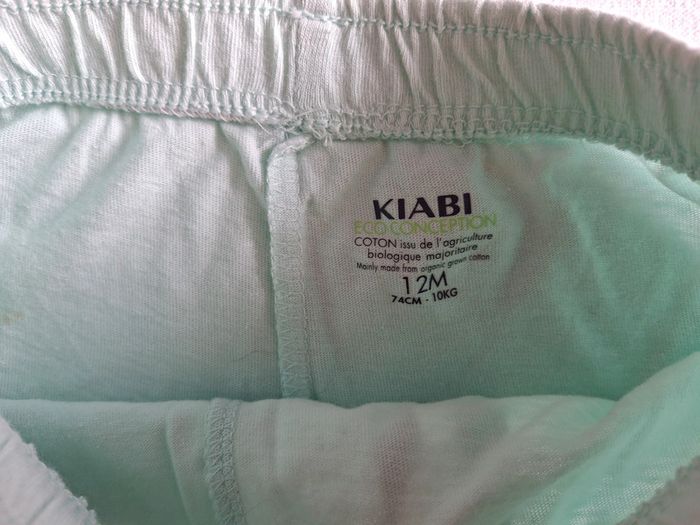 KIABI
ECO CONCEPTION
COTON issu de l'agriculture
biologique majoritaire
Mainly made from organic grown cotton
12M
74CM - 10KG